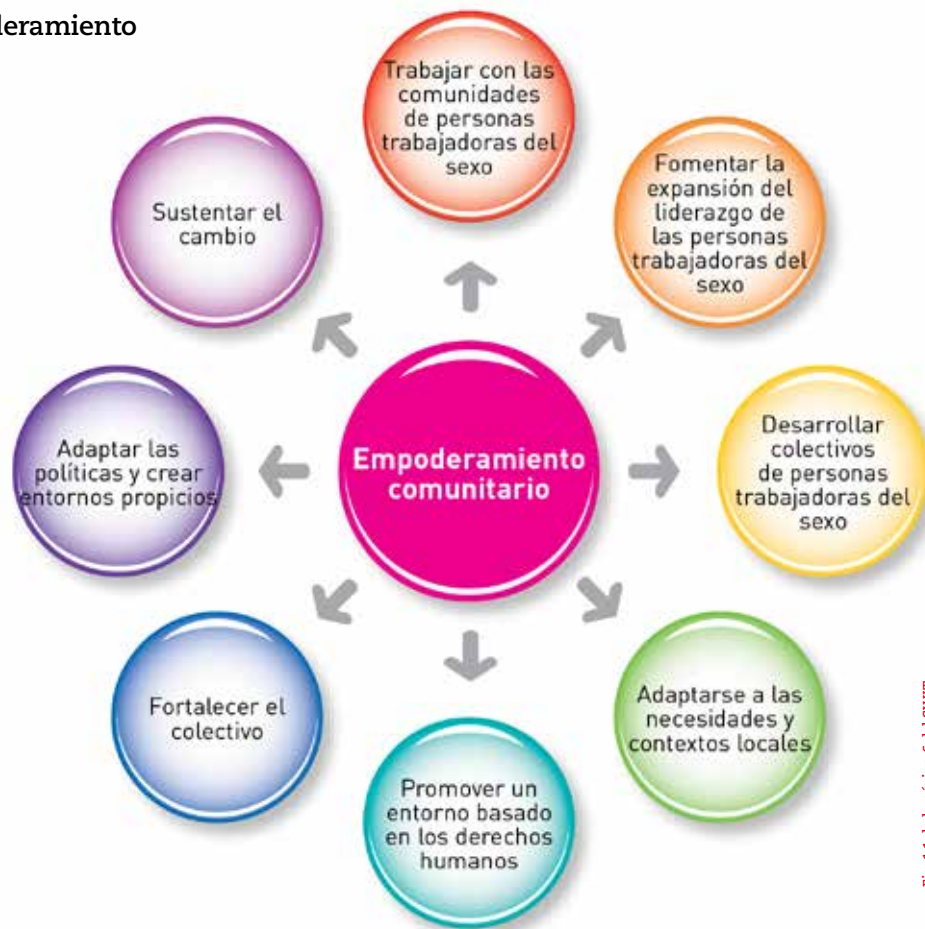 deramiento
Trabajar con las
comunidades
de personas
trabajadoras del
sexo
Fomentar la
expansión del
liderazgo de
las personas
trabajadoras del
sexo
Desarrollar
colectivos
de personas
trabajadoras del
sexo
Adaptarse a las
necesidades y
contextos locales
Promover un
entorno basado
en los derechos
humanos
Fortalecer el
colectivo
Adaptar las
políticas y crear
entornos propicios
Sustentar el
cambio
Empoderamiento
comunitario